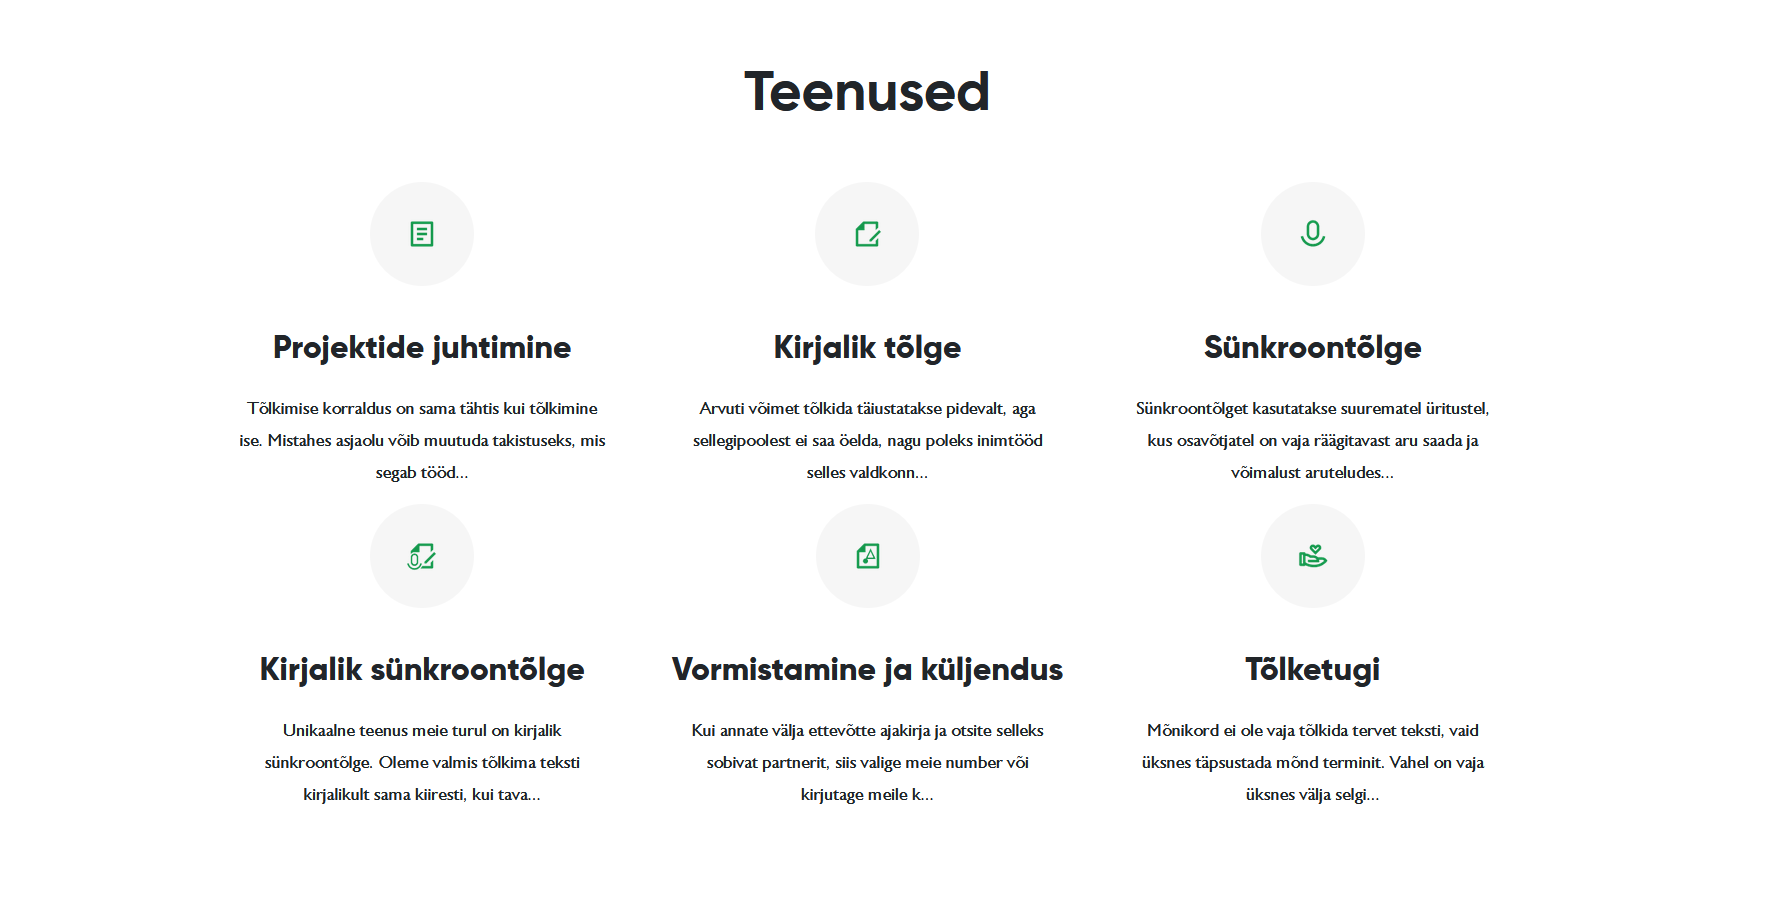 Teenused
Projektide juhtimine
Tõlkimise korraldus on sama tähtis kui tõlkimine
ise. Mistahes asjaolu võib muutuda takistuseks, mis
segab tööd...
Kirjalik tõlge
Arvuti võimet tõlkida täiustatakse pidevalt, aga
sellegipoolest ei saa öelda, nagu poleks inimtööd
selles valdkonn...
Sünkroontõlge
Sünkroontõlget kasutatakse suurematel üritustel,
kus osavõtjatel on vaja räägitavast aru saada ja
võimalust aruteludes...
Kirjalik sünkroontõlge
Unikaalne teenus meie turul on kirjalik
sünkroontõlge. Oleme valmis tõlkima teksti
kirjalikult sama kiiresti, kui tava...
Vormistamine ja küljendus
Kui annate välja ettevõtte ajakirja ja otsite selleks
sobivat partnerit, siis valige meie number või
kirjutage meile k...
Tõlketugi
Mõnikord ei ole vaja tõlkida tervet teksti, vaid
üksnes täpsustada mõnd terminit. Vahel on vaja
üksnes välja selgi...